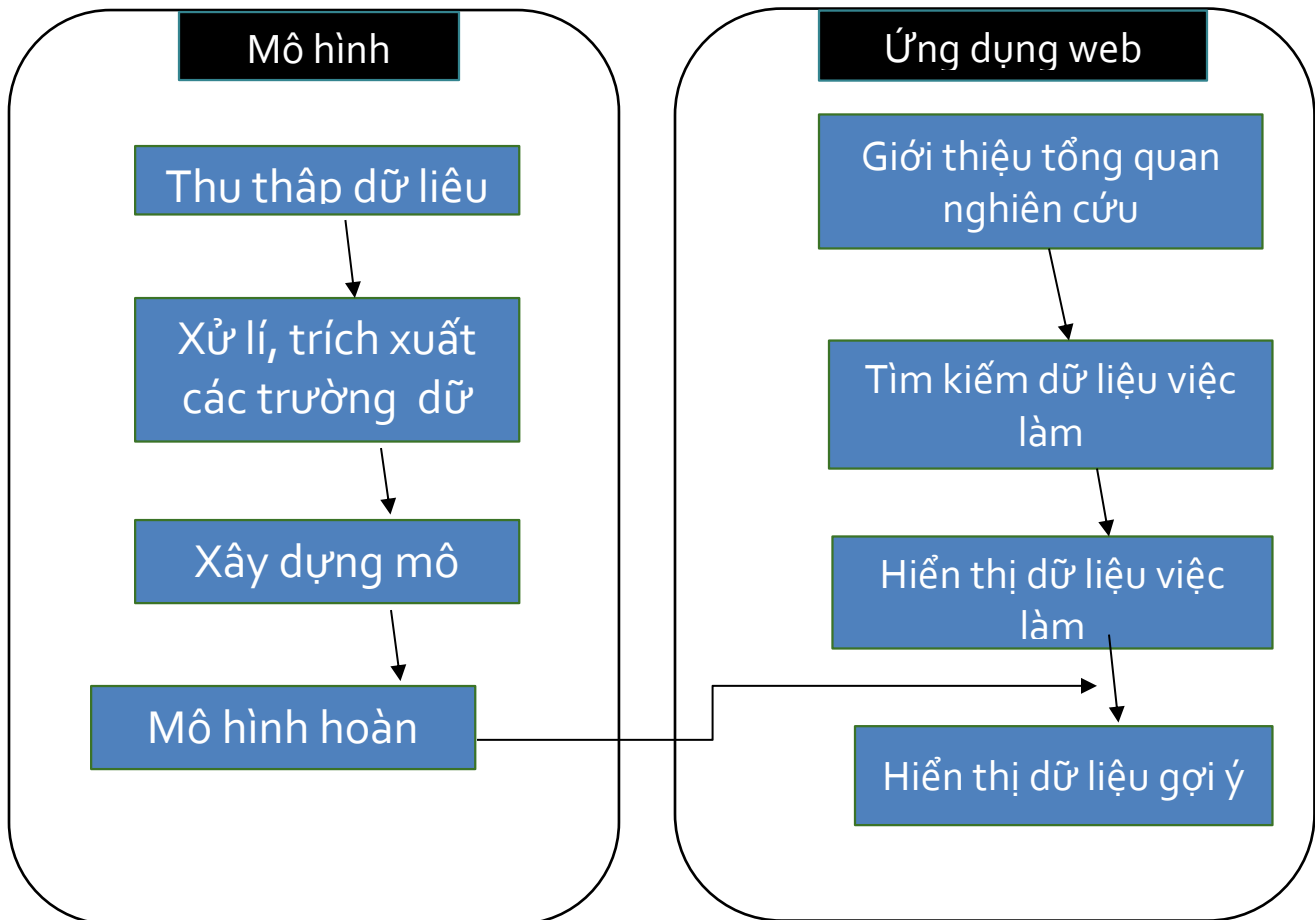 Mô hình
Thu thập dữ liệu
Xử lí, trích xuất
các trường dữ
Xây dựng mô
Mô hình hoàn
Ứng dụng web
Giới thiệu tổng quan
nghiên cứu
Tìm kiếm dữ liệu việc
làm
Hiển thị dữ liệu việc
làm
Hiển thị dữ liệu gợi ý